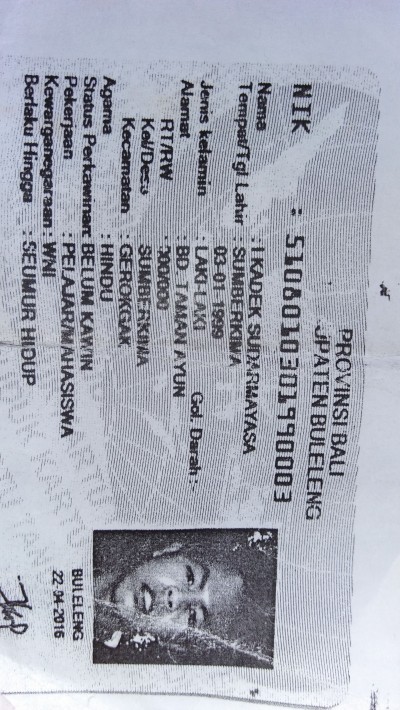 PROVINSI BALI
UPATEN BULELENG
NIK : 5106010301990003
Nama : I KADEK SUDARMAYASA
Tempat/Tgl Lahir : SUMBERKIMA
03-01 1999
Jenis kelamin : LAKI-LAKI Gol. Darah :-
Alamat : BD. TAMAN AYUN
RT/RW : 000/000
Kel/Desa : SUMBERKIMA
Kecamatan : GEROKGAK
Agama : HINDU
Status Perkawinan: BELUM KAWIN
Pekerjaan : PELAJAR/MAHASISWA
Kewarganegaraan : WNI
Berlaku Hingga : SEUMUR HIDUP
BULELENG
22-04-2016